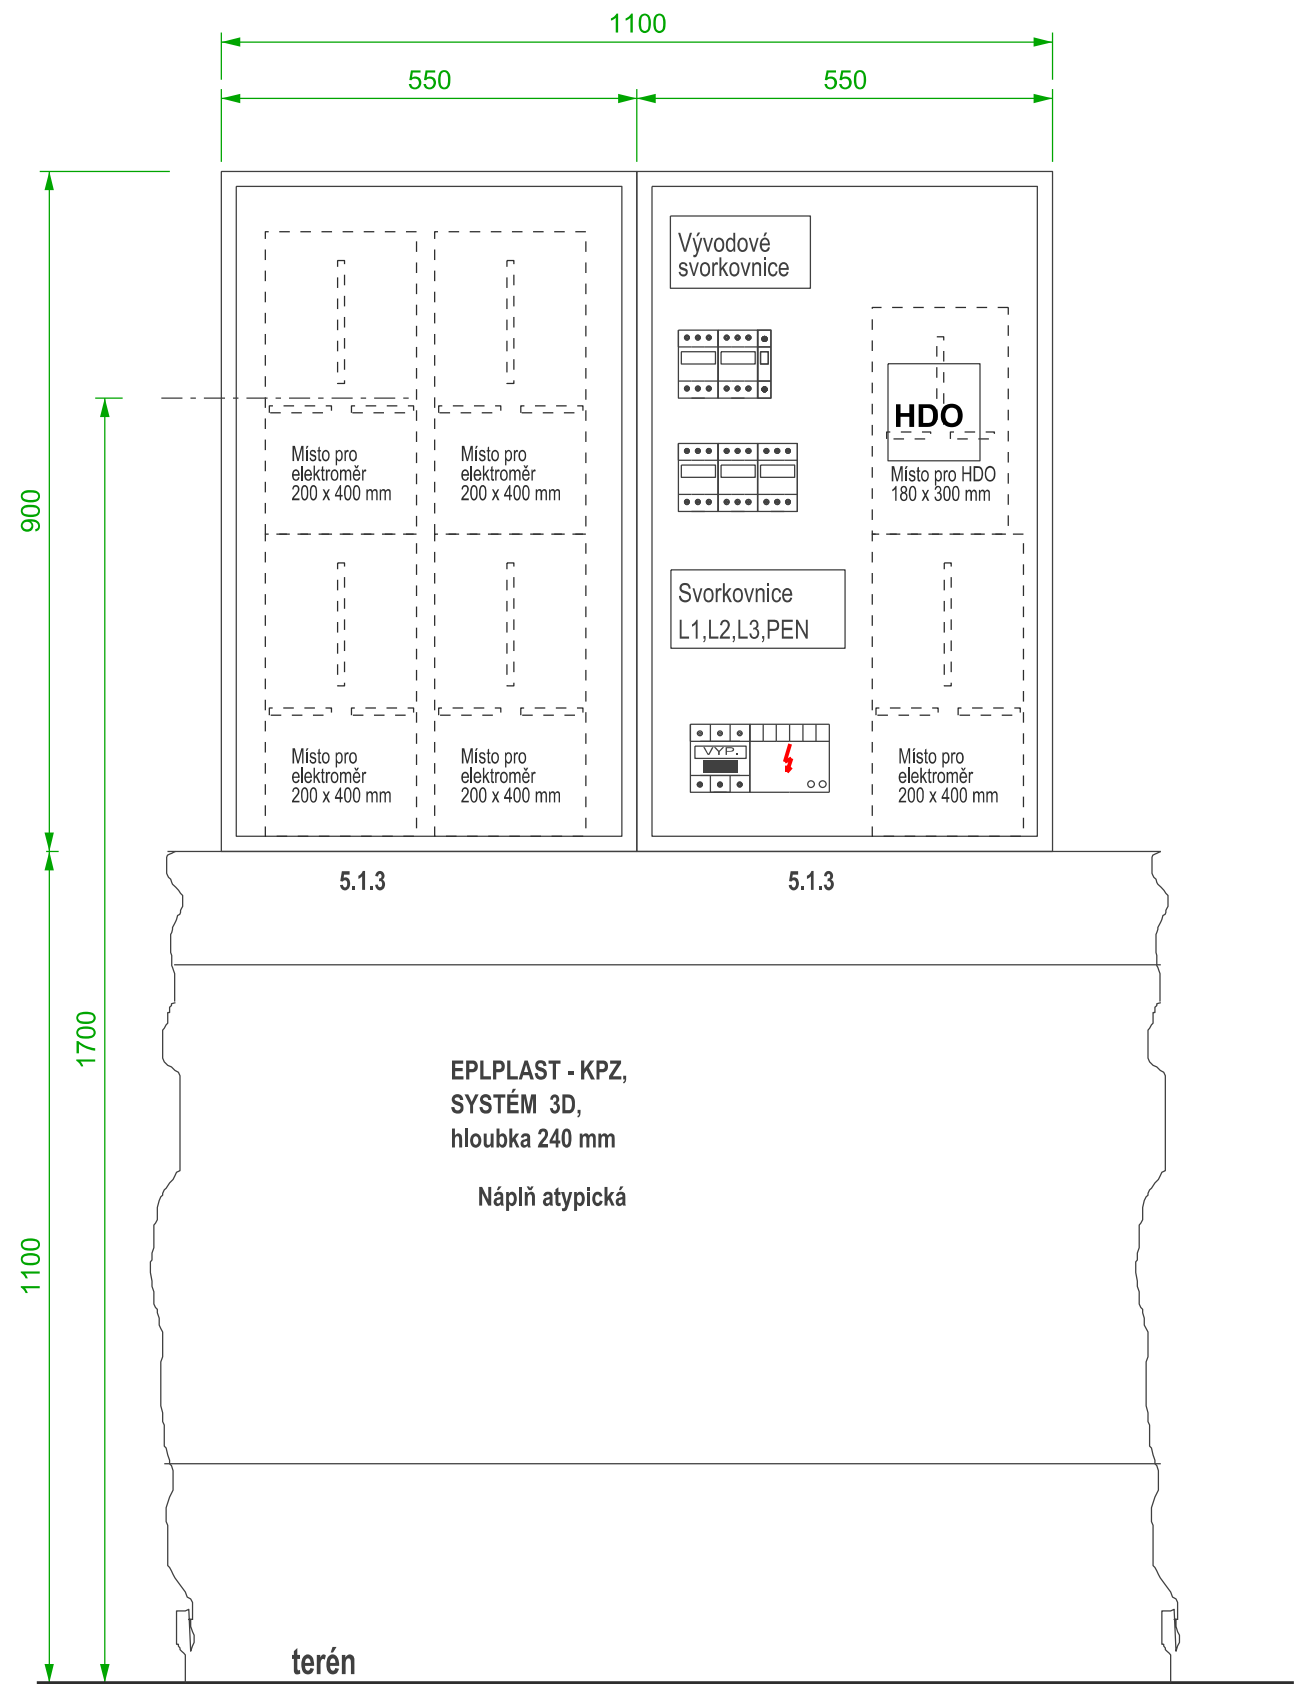 1100
550
550
Vývodové
svorkovnice
HDO
Místo pro
elektroměr
200 x 400 mm
Místo pro
elektroměr
200 x 400 mm
Místo pro HDO
180 x 300 mm
900
Svorkovnice
L1,L2,L3,PEN
VYP.
Místo pro
elektroměr
200 x 400 mm
Místo pro
elektroměr
200 x 400 mm
Místo pro
elektroměr
200 x 400 mm
5.1.3
5.1.3
1700
EPLPLAST - KPZ,
SYSTÉM 3D,
hloubka 240 mm
Náplň atypická
1100
terén